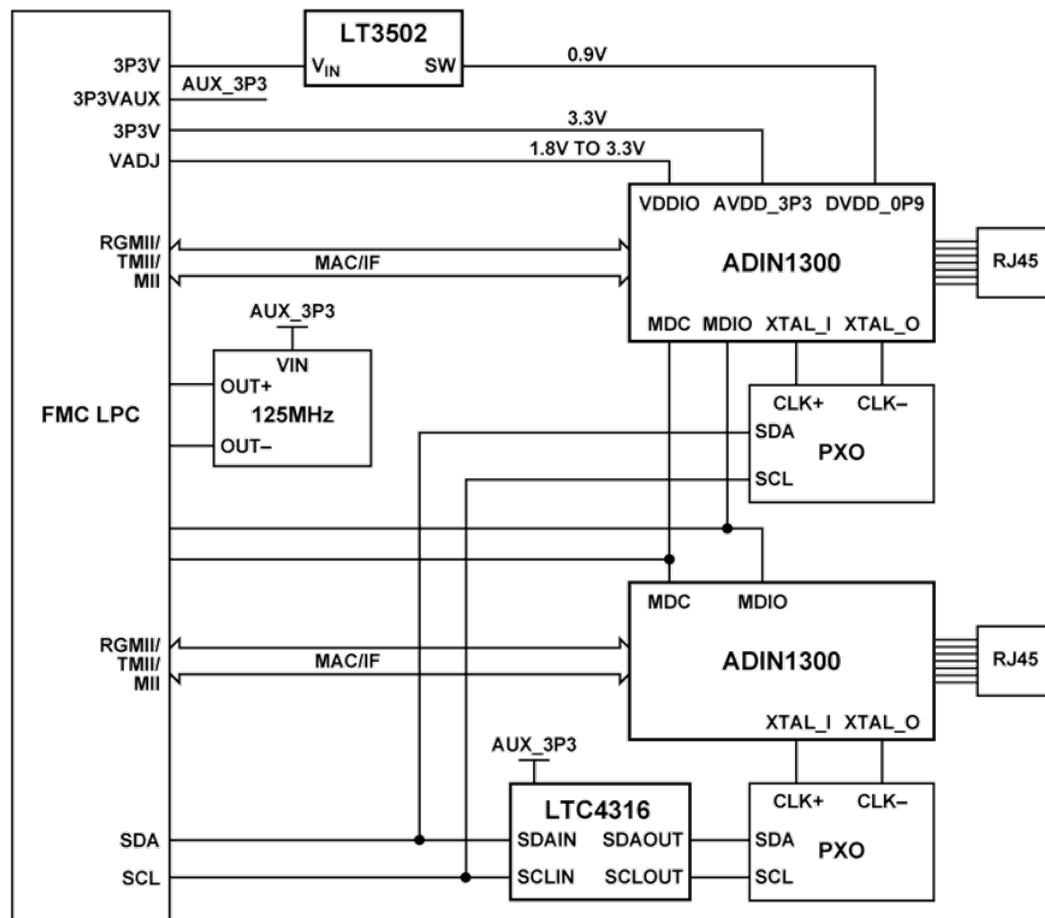 LT3502
3P3V
VIN
SW
0.9V
3P3VAUX
AUX_3P3
3P3V
3.3V
VADJ
1.8V TO 3.3V
VDDIO
AVDD_3P3
DVDD_0P9
RGMII/
TMII/
MII
MAC/IF
ADIN1300
RJ45
MDC
MDIO
XTAL_I
XTAL_O
AUX_3P3
VIN
OUT+
125MHz
OUT–
FMC LPC
CLK+
CLK–
SDA
PXO
SCL
MDC
MDIO
RGMII/
TMII/
MII
MAC/IF
ADIN1300
RJ45
XTAL_I
XTAL_O
AUX_3P3
LTC4316
CLK+
CLK–
SDA
SDAIN
SDAOUT
SDA
PXO
SCL
SCLIN
SCLOUT
SCL